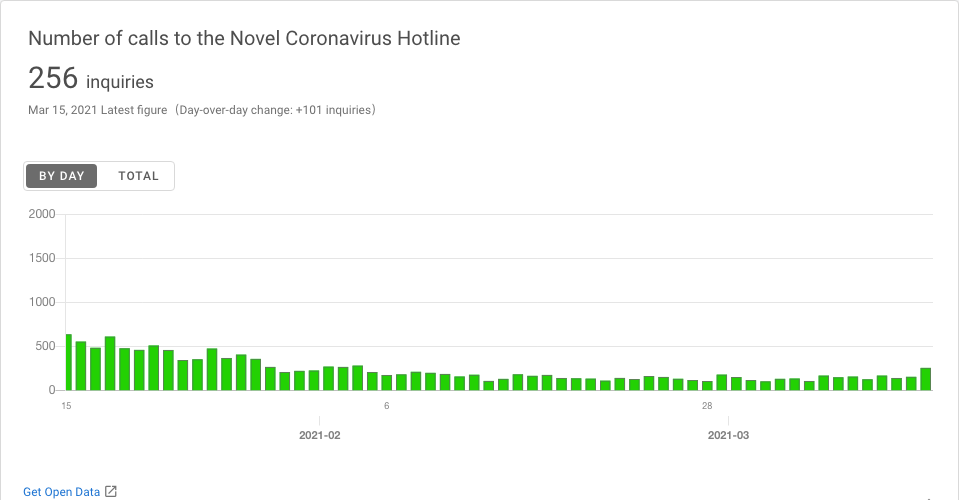 Number of calls to the Novel Coronavirus Hotline
256 inquiries
Mar 15, 2021 Latest figure（Day-over-day change: +101 inquiries）
BY DAY TOTAL
2000
1500
1000
500
0
15 6 28
2021-02 2021-03
Get Open Data